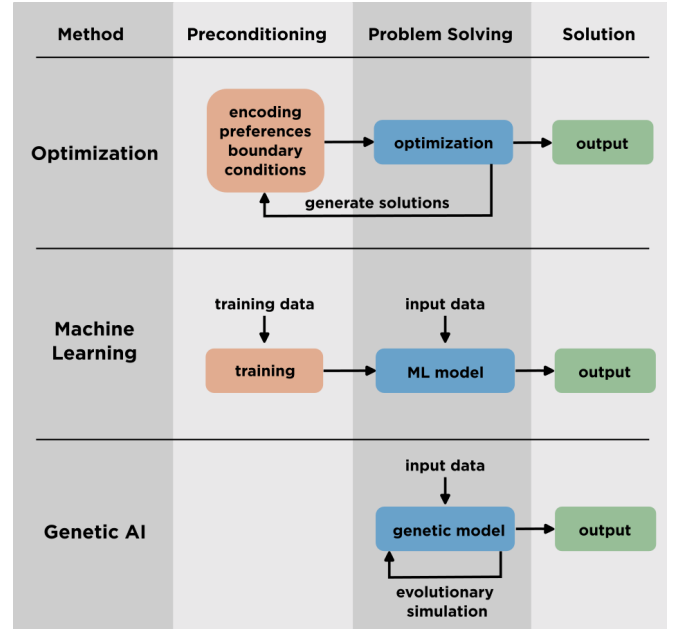 Method Preconditioning Problem Solving Solution
Optimization
encoding
preferences
boundary
conditions
optimization
output
generate solutions
Machine
Learning
training data
input data
training
ML model
output
Genetic AI
input data
genetic model
output
evolutionary
simulation